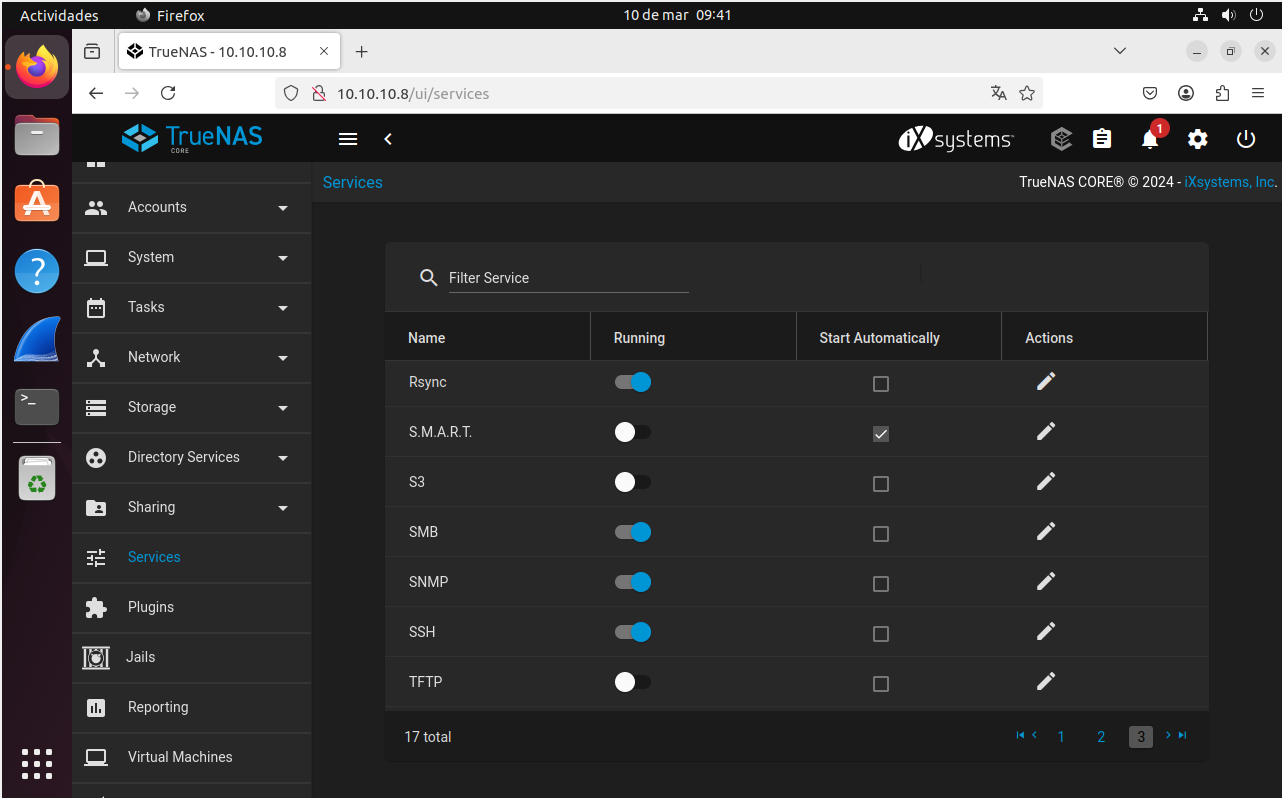 Actividades Firefox 10 de mar 09:41
TrueNAS - 10.10.10.8
10.10.10.8/ui/services
TrueNAS
CORE
iXsystems
1
Services
TrueNAS CORE® © 2024 - iXsystems, Inc.
Accounts
System
Tasks
Network
Storage
Directory Services
Sharing
Services
Plugins
Jails
Reporting
Virtual Machines
Filter Service
Name Running Start Automatically Actions
Rsync
S.M.A.R.T.
S3
SMB
SNMP
SSH
TFTP
17 total 1 2 3